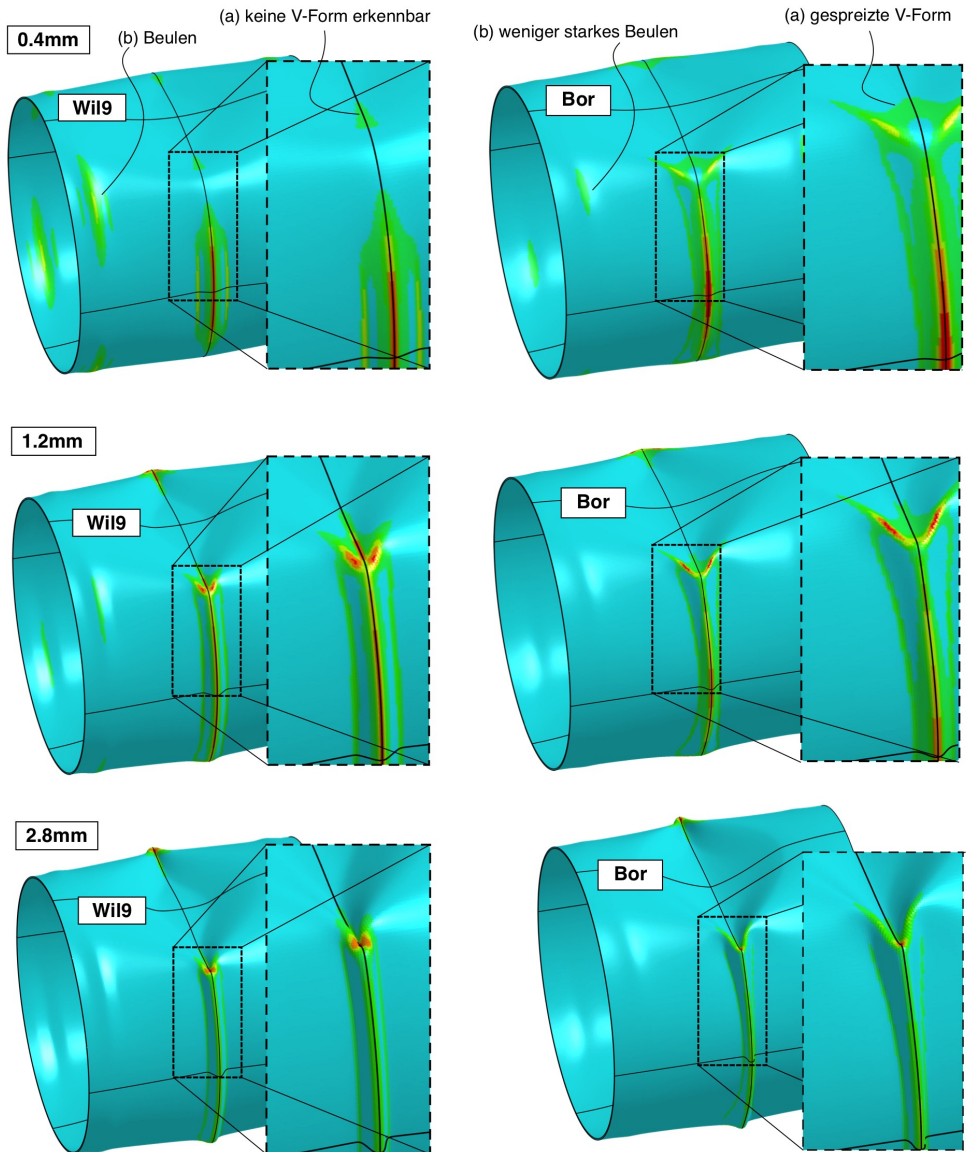 (a) keine V-Form erkennbar
(a) gespreizte V-Form
0.4mm
(b) Beulen
(b) weniger starkes Beulen
Wil9
Bor
1.2mm
Wil9
Bor
2.8mm
Wil9
Bor